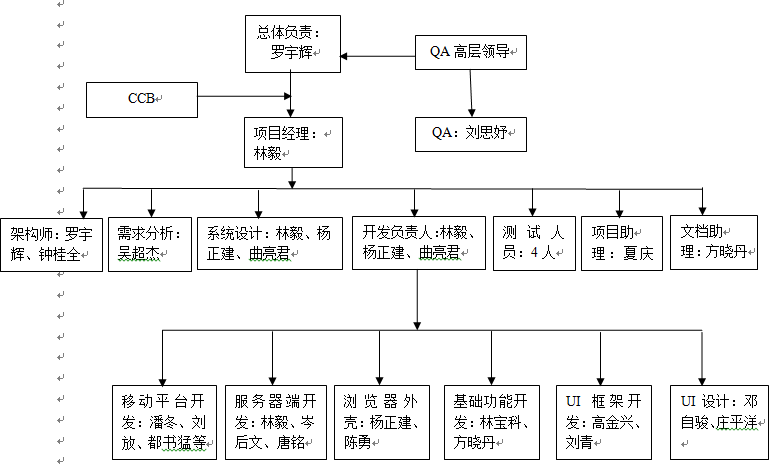 总体负责：
罗宇辉
QA 高层领导
CCB
项目经理：
林毅
QA：刘思妤
架构师：罗宇
辉、钟桂全
需求分析：
吴超杰
系统设计：林毅、杨
正建、曲亮君
开发负责人:林毅、
杨正建、曲亮君
测试人
员：4 人
项目助
理：夏庆
文档助
理：方晓丹
移动平台开
发：潘冬、刘
放、都书猛等
服务器端开
发：林毅、岑
后文、唐铭
浏览器外
壳：杨正建、
陈勇
基础功能开
发：林宝科、
方晓丹
UI 框架开
发：高金兴、
刘青
UI 设计：邓
自骏、庄平洋